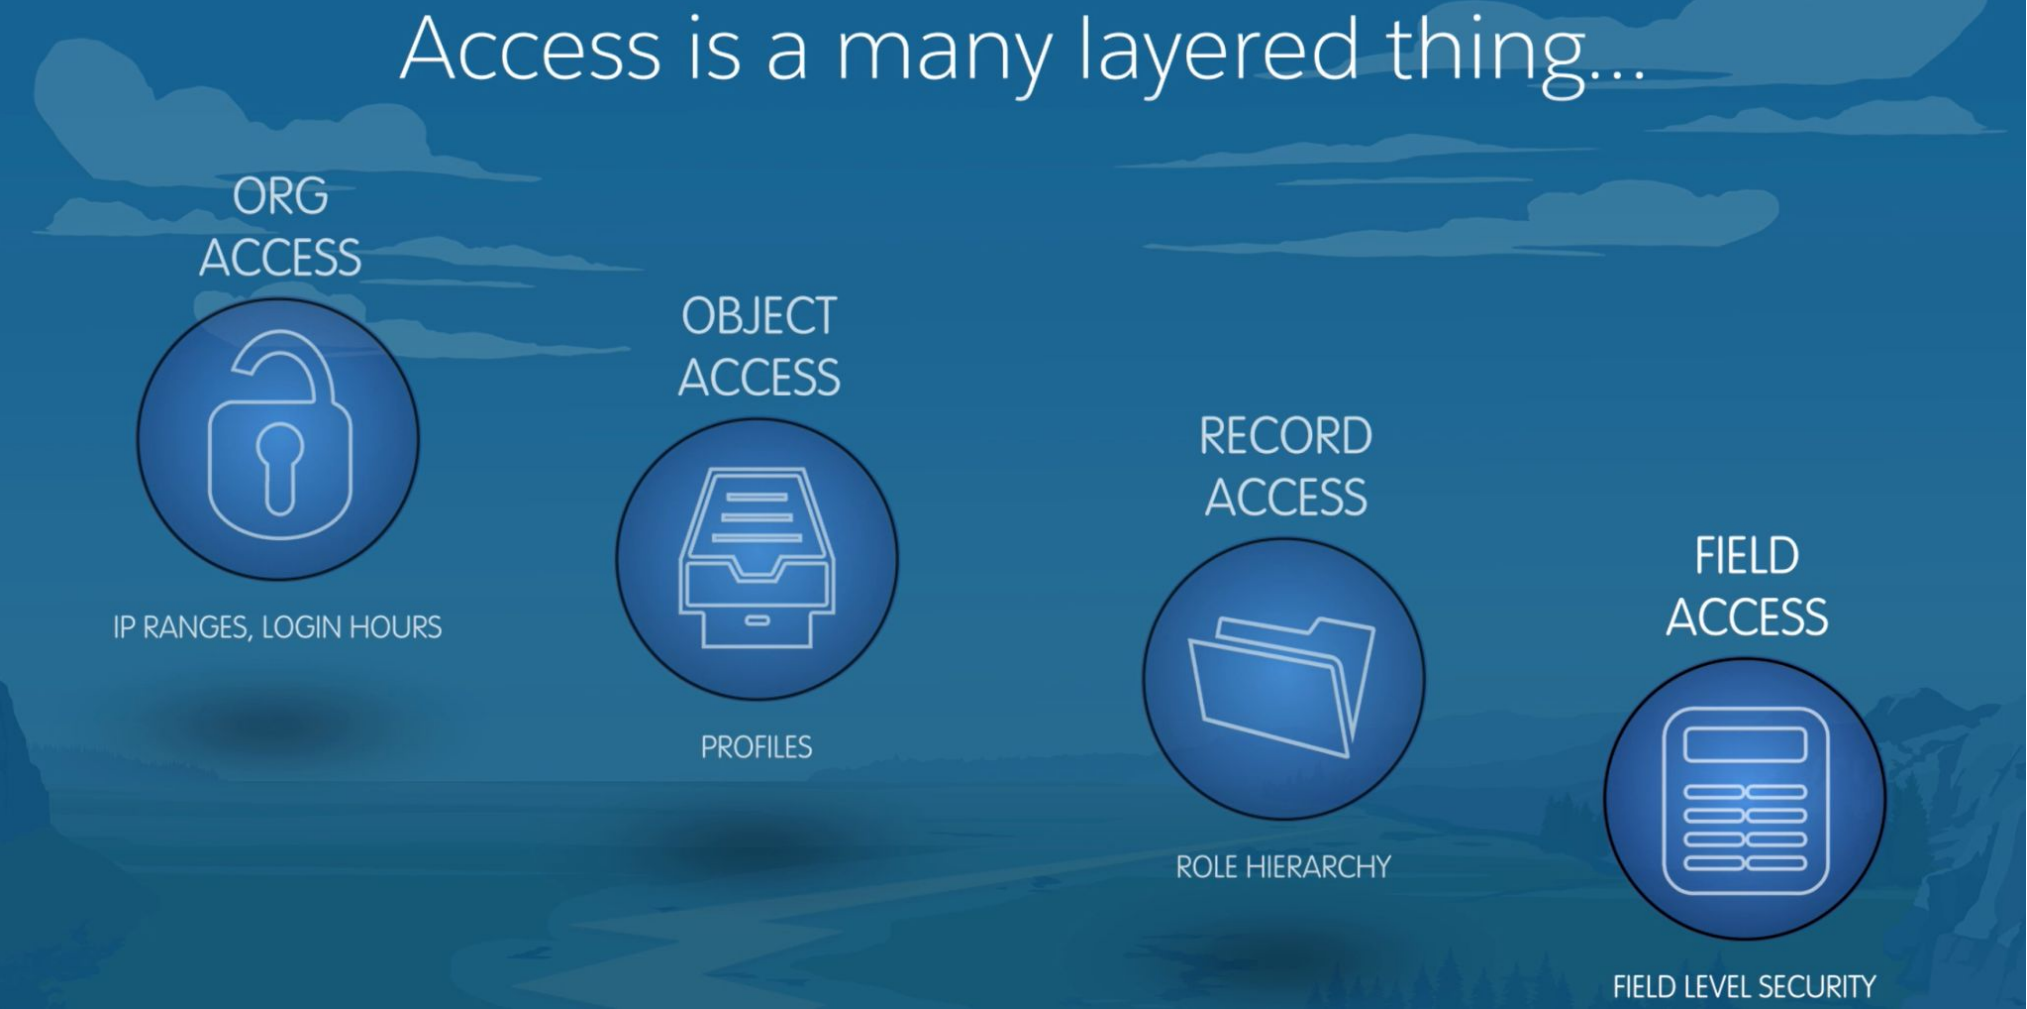 Access is a many layered thing...
ORG
ACCESS
IP RANGES, LOGIN HOURS
OBJECT
ACCESS
PROFILES
RECORD
ACCESS
ROLE HIERARCHY
FIELD
ACCESS
FIELD LEVEL SECURITY